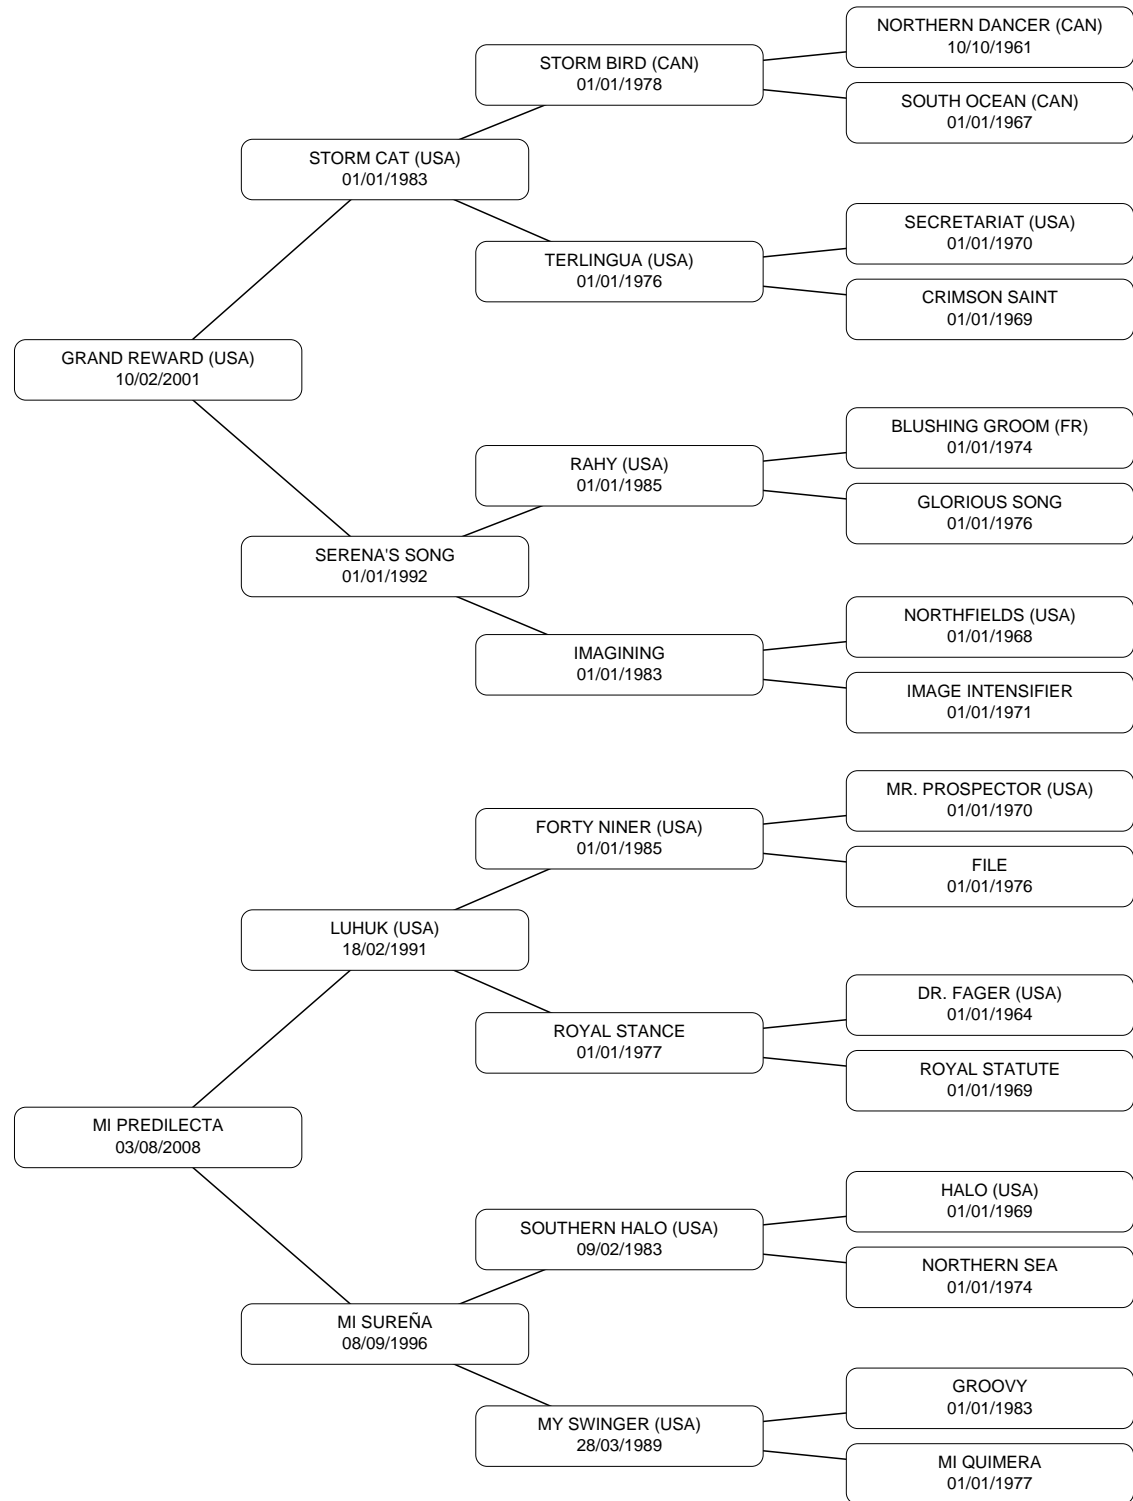 NORTHERN DANCER (CAN)
10/10/1961
STORM BIRD (CAN)
01/01/1978
SOUTH OCEAN (CAN)
01/01/1967
STORM CAT (USA)
01/01/1983
SECRETARIAT (USA)
01/01/1970
TERLINGUA (USA)
01/01/1976
CRIMSON SAINT
01/01/1969
GRAND REWARD (USA)
10/02/2001
BLUSHING GROOM (FR)
01/01/1974
RAHY (USA)
01/01/1985
GLORIOUS SONG
01/01/1976
SERENA'S SONG
01/01/1992
NORTHFIELDS (USA)
01/01/1968
IMAGINING
01/01/1983
IMAGE INTENSIFIER
01/01/1971
MR. PROSPECTOR (USA)
01/01/1970
FORTY NINER (USA)
01/01/1985
FILE
01/01/1976
LUHUK (USA)
18/02/1991
DR. FAGER (USA)
01/01/1964
ROYAL STANCE
01/01/1977
ROYAL STATUTE
01/01/1969
MI PREDILECTA
03/08/2008
HALO (USA)
01/01/1969
SOUTHERN HALO (USA)
09/02/1983
NORTHERN SEA
01/01/1974
MI SUREÑA
08/09/1996
GROOVY
01/01/1983
MY SWINGER (USA)
28/03/1989
MI QUIMERA
01/01/1977